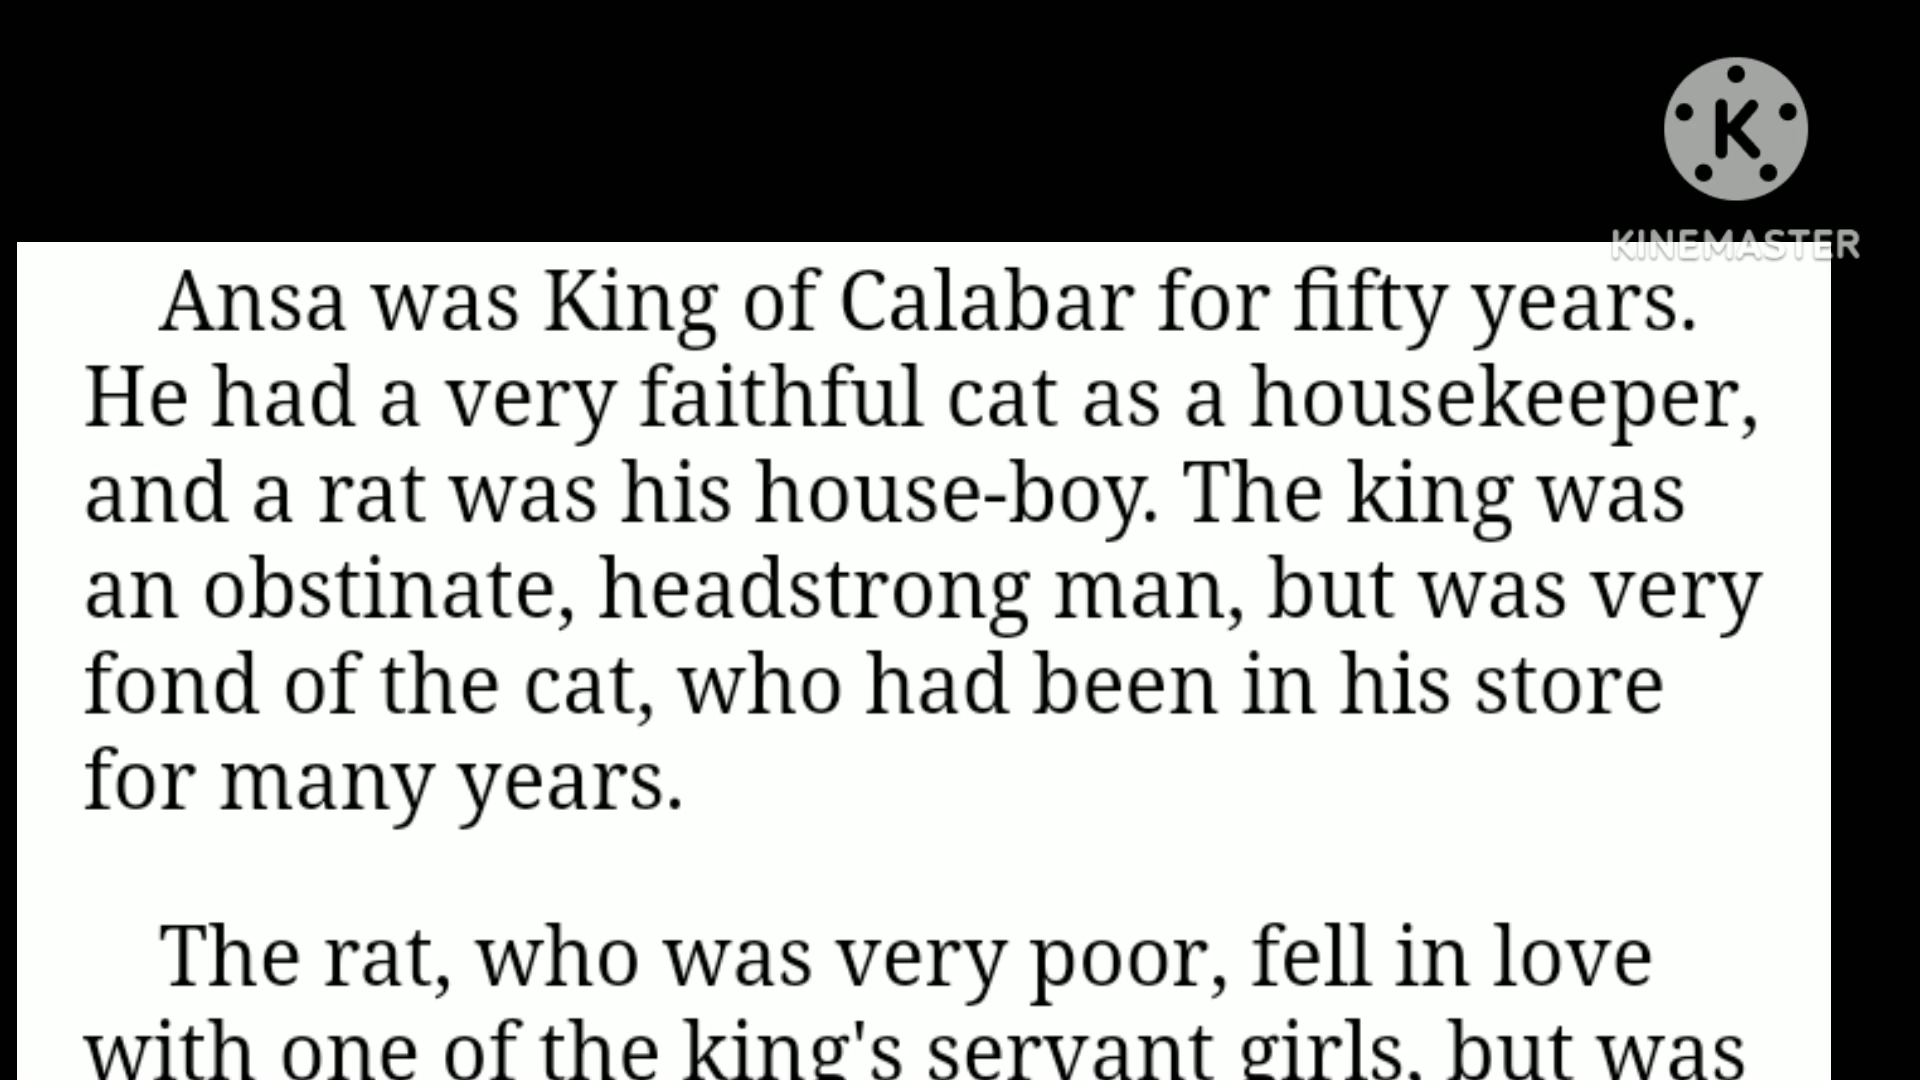 K
KINEMASTER
Ansa was King of Calabar for fifty years.
He had a very faithful cat as a housekeeper,
and a rat was his house-boy. The king was
an obstinate, headstrong man, but was very
fond of the cat, who had been in his store
for many years.
The rat, who was very poor, fell in love
with one of the king's servant girls, but was